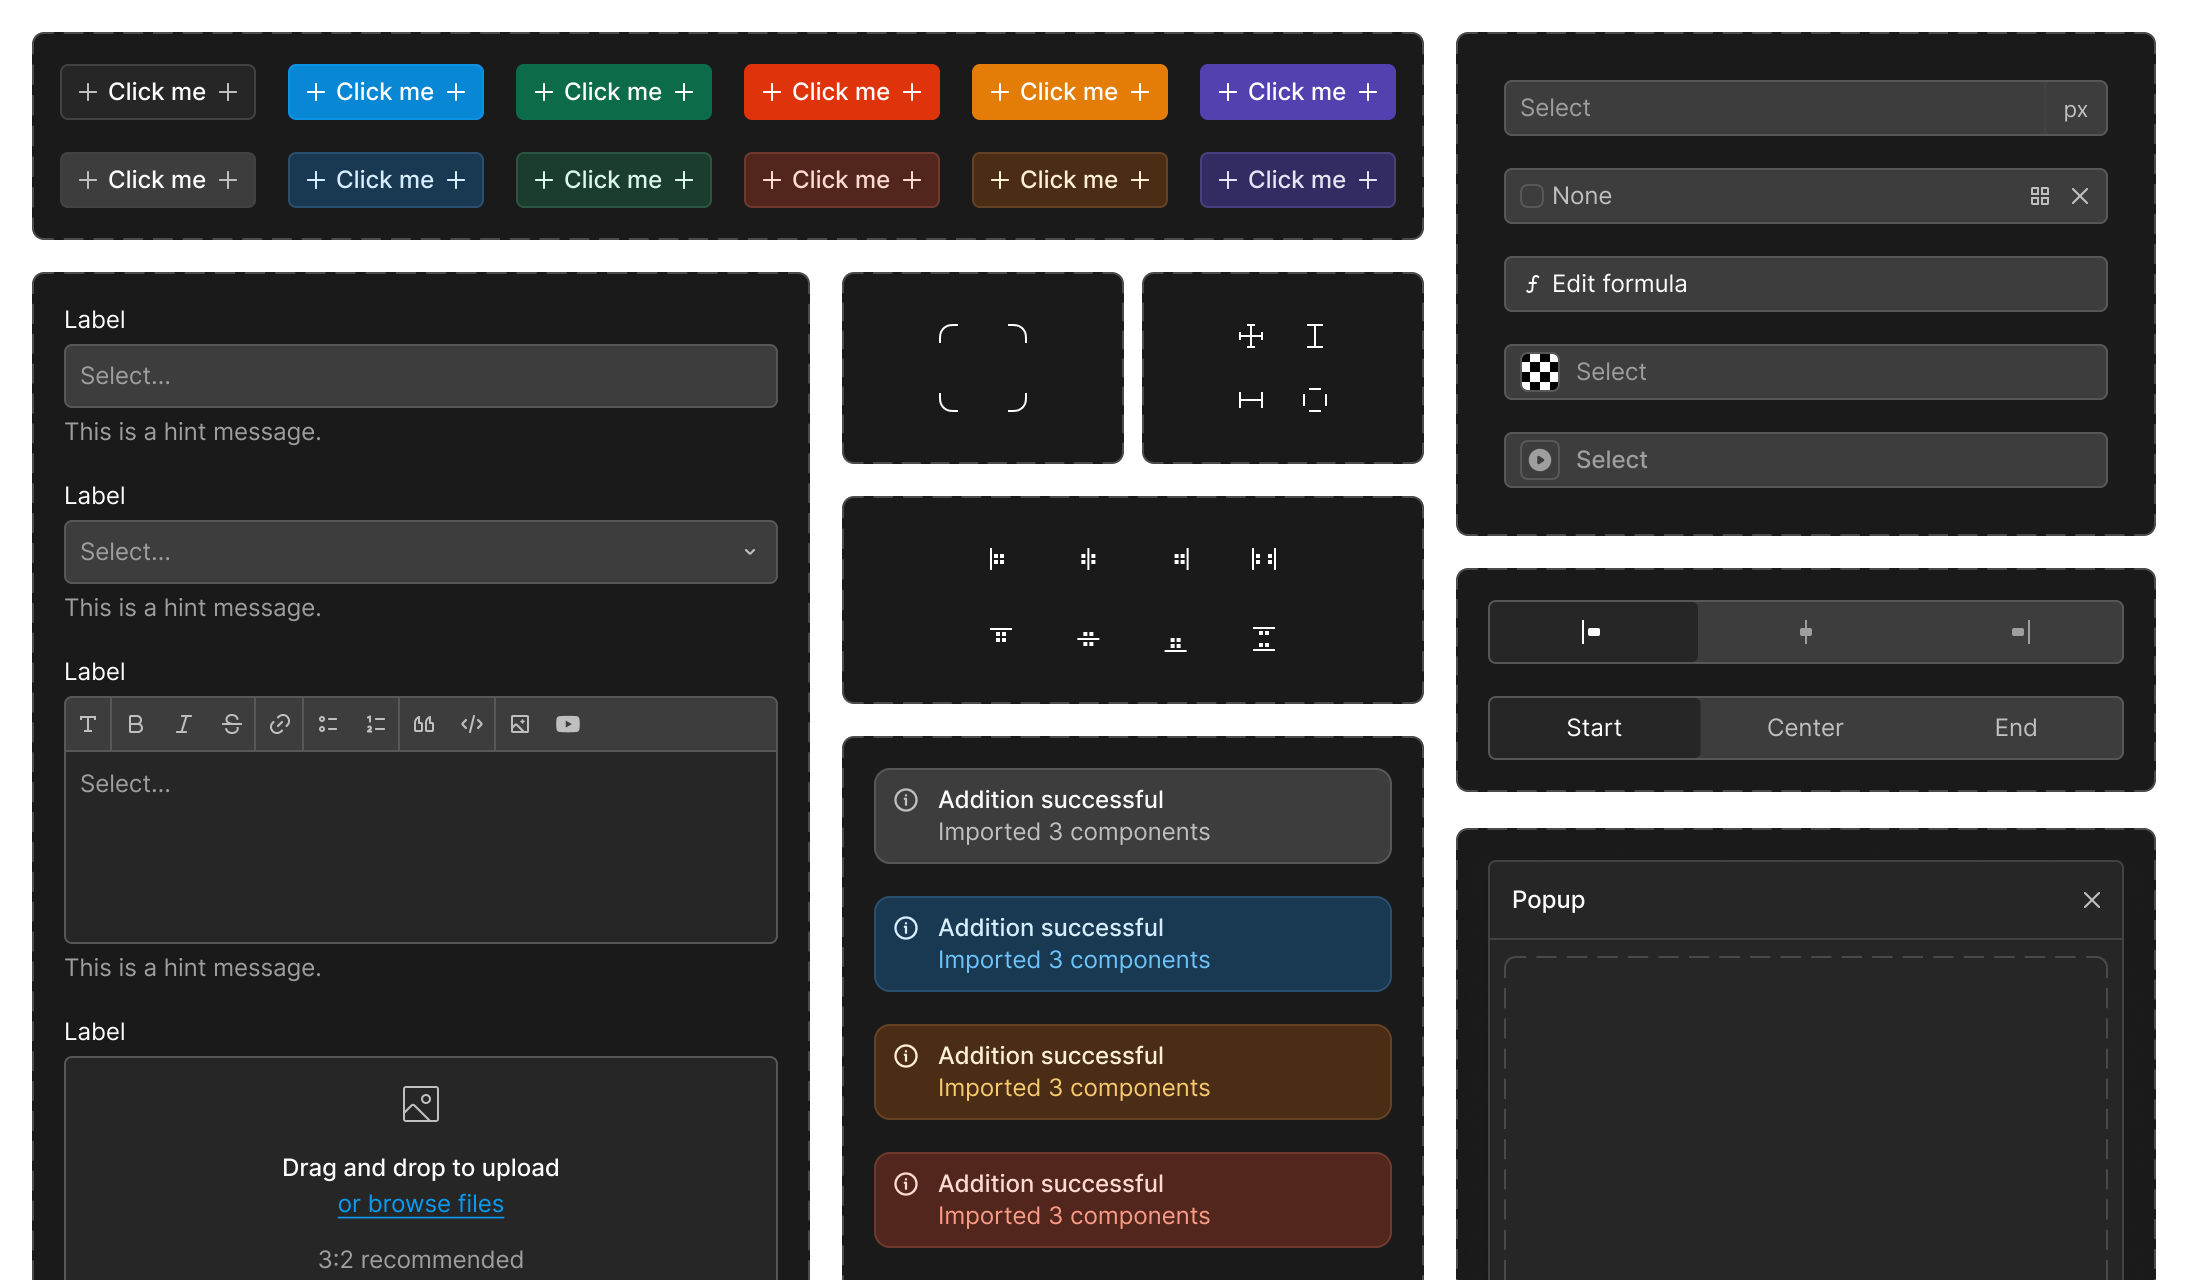 Click me
Click me
Click me
Click me
Click me
Click me
Click me
Click me
Click me
Click me
Click me
Click me
Label
Select...
This is a hint message.
Label
Select...
This is a hint message.
Label
Select...
This is a hint message.
Label
Drag and drop to upload
or browse files
3:2 recommended
Addition successful
Imported 3 components
Addition successful
Imported 3 components
Addition successful
Imported 3 components
Addition successful
Imported 3 components
Select px
None
Edit formula
Select
Select
Start Center End
Popup